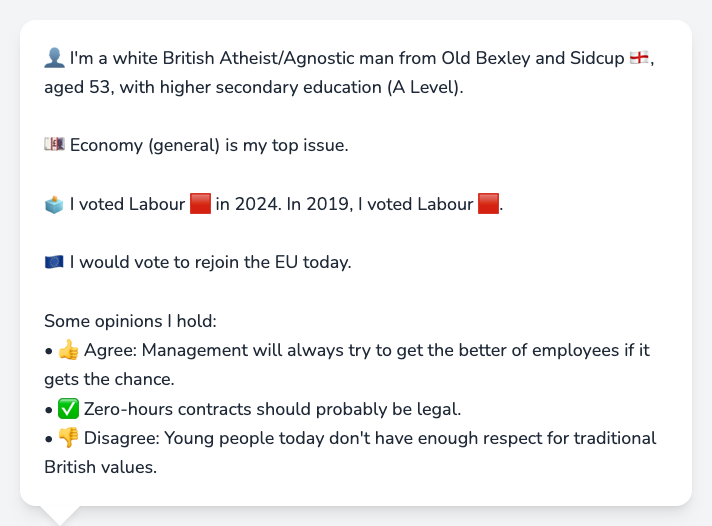 👤 I'm a white British Atheist/Agnostic man from Old Bexley and Sidcup 🏴󠁧󠁢󠁥󠁮󠁧󠁿,
aged 53, with higher secondary education (A Level).
💷 Economy (general) is my top issue.
🗳️ I voted Labour 🟥 in 2024. In 2019, I voted Labour 🟥.
🇪🇺 I would vote to rejoin the EU today.
Some opinions I hold:
• 👍 Agree: Management will always try to get the better of employees if it
gets the chance.
• ✅ Zero-hours contracts should probably be legal.
• 👎 Disagree: Young people today don't have enough respect for traditional
British values.